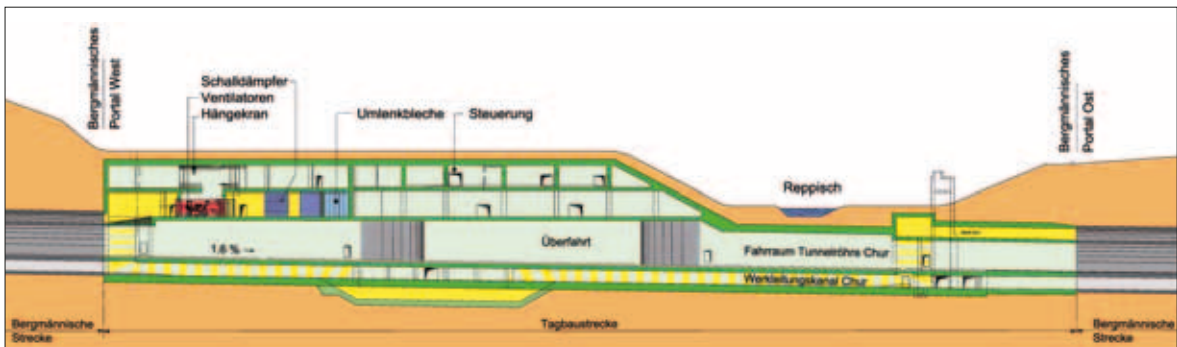 Bergmännisches
Portal West
Schalldämpfer
Ventilatoren
Hängekran
Umlenkbleche
Steuerung
Bergmännisches
Portal Ost
Reppisch
1.6 % →
Überfahrt
Fahrraum Tunnelröhre Chur
Werkleitungskanal Chur
Bergmännische
Strecke
Tagbaustrecke
Bergmännische
Strecke